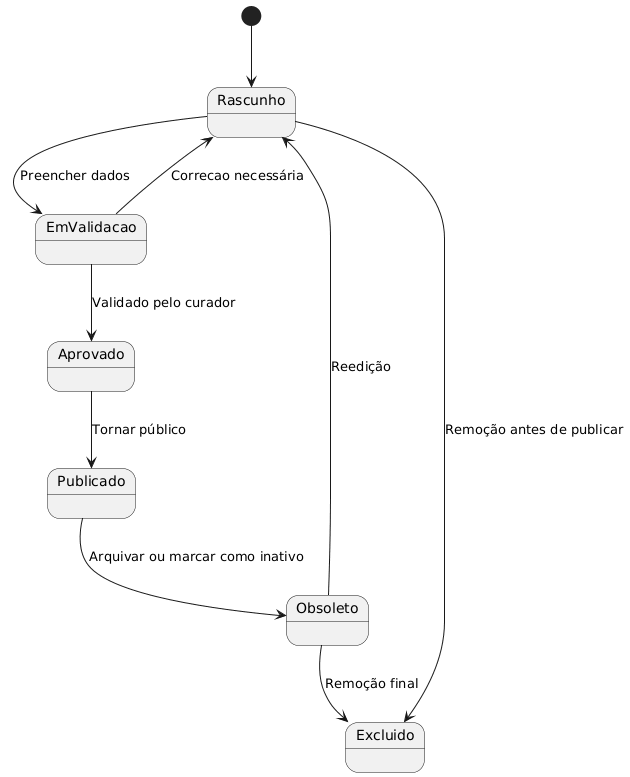 Rascunho
Preencher dados
Correcao necessária
EmValidacao
Validado pelo curador
Aprovado
Reedição
Tornar público
Remoção antes de publicar
Publicado
Arquivar ou marcar como inativo
Obsoleto
Remoção final
Excluido